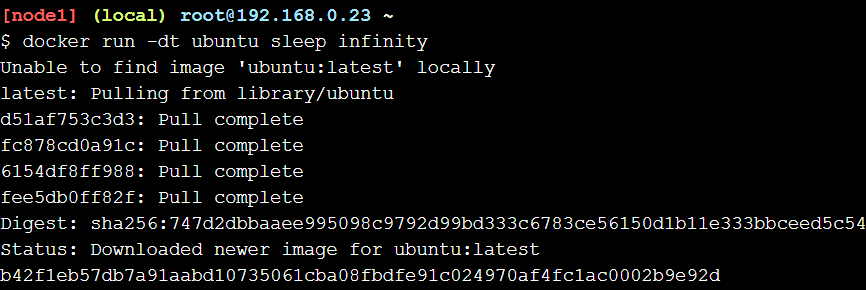 [node1] (local) root@192.168.0.23 ~
$ docker run -dt ubuntu sleep infinity
Unable to find image 'ubuntu:latest' locally
latest: Pulling from library/ubuntu
d51af753c3d3: Pull complete
fc878cd0a91c: Pull complete
6154df8ff988: Pull complete
fee5db0ff82f: Pull complete
Digest: sha256:747d2dbbaaee995098c9792d99bd333c6783ce56150d1b11e333bbceed5c54
Status: Downloaded newer image for ubuntu:latest
b42f1eb57db7a91aabd10735061cba08fbdfe91c024970af4fc1ac0002b9e92d